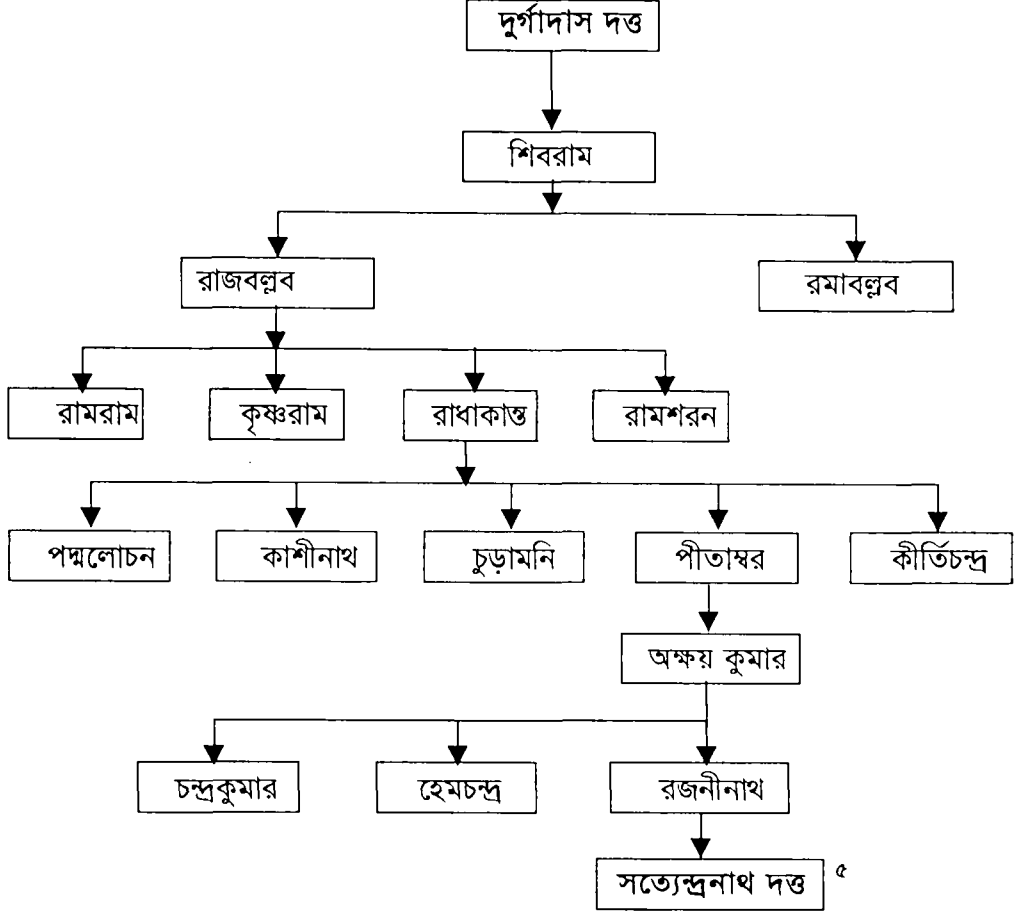 দুর্গাদাস দত্ত
শিবরাম
রাজবল্লব
রমাবল্লব
রামরাম
কৃষ্ণরাম
রাধাকান্ত
রামশরন
পদ্মলোচন
কাশীনাথ
চুড়ামনি
পীতাম্বর
কীর্তিচন্দ্র
অক্ষয় কুমার
চন্দ্রকুমার
হেমচন্দ্র
রজনীনাথ
সত্যেন্দ্রনাথ দত্ত ৫